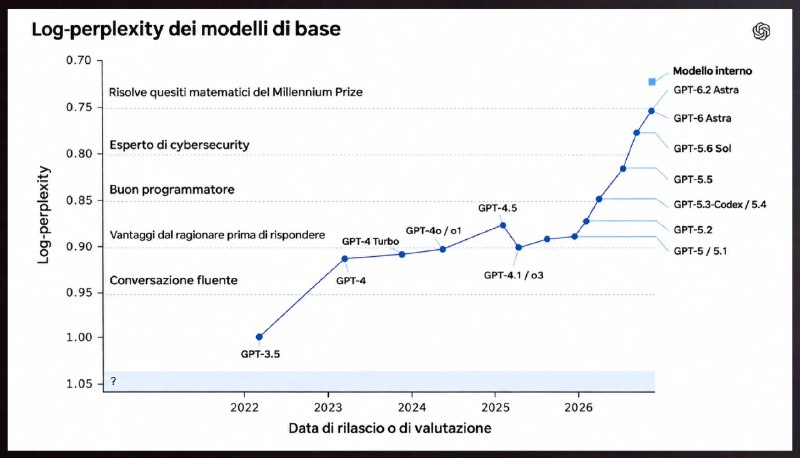 Log-perplexity dei modelli di base
0.70
0.75
0.80
0.85
0.90
0.95
1.00
1.05
Log-perplexity
Risolve quesiti matematici del Millennium Prize
Esperto di cybersecurity
Buon programmatore
Vantaggi dal ragionare prima di rispondere
Conversazione fluente
?
GPT-3.5
GPT-4
GPT-4 Turbo
GPT-4o / o1
GPT-4.5
GPT-4.1 / o3
Modello interno
GPT-6.2 Astra
GPT-6 Astra
GPT-5.6 Sol
GPT-5.5
GPT-5.3-Codex / 5.4
GPT-5.2
GPT-5 / 5.1
2022
2023
2024
2025
2026
Data di rilascio o di valutazione